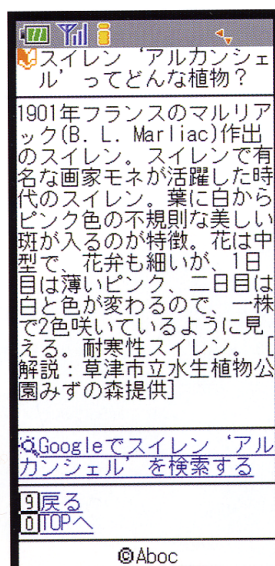 スイレン‘アルカンシェ
ル’ってどんな植物？
1901年フランスのマルリア
ック(B. L. Marliac)作出
のスイレン。スイレンで有
名な画家モネが活躍した時
代のスイレン。葉に白から
ピンク色の不規則な美しい
斑が入るのが特徴。花は中
型で、花弁も細いが、1日
目は薄いピンク、二日目は
白と色が変わるので、一株
で2色咲いているように見
える。耐寒性スイレン。 [
解説：草津市立水生植物公
園みずの森提供]
Googleでスイレン‘アル
カンシェル’を検索する
9戻る
0TOPへ
©Aboc